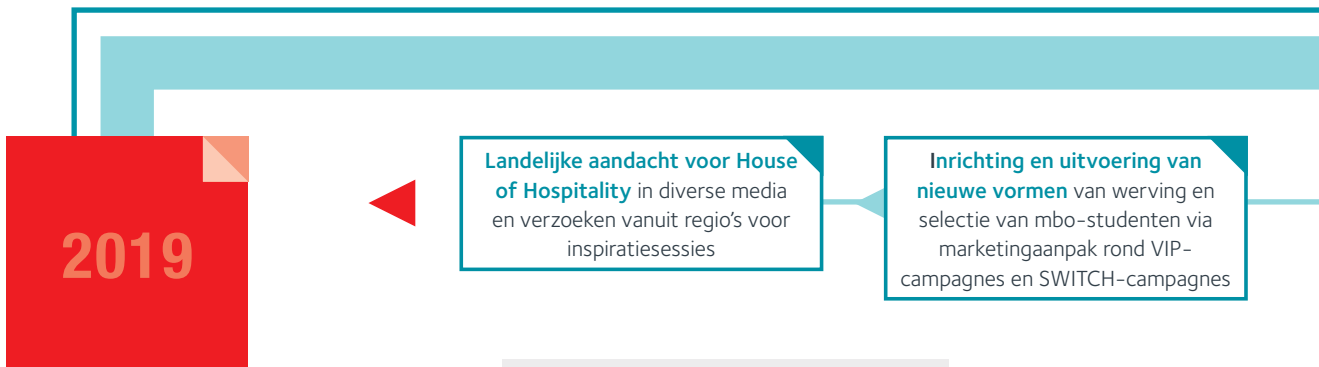 2019
Landelijke aandacht voor House
of Hospitality in diverse media
en verzoeken vanuit regio's voor
inspiratiesessies
Inrichting en uitvoering van
nieuwe vormen van werving en
selectie van mbo-studenten via
marketingaanpak rond VIP-
campagnes en SWITCH-campagnes